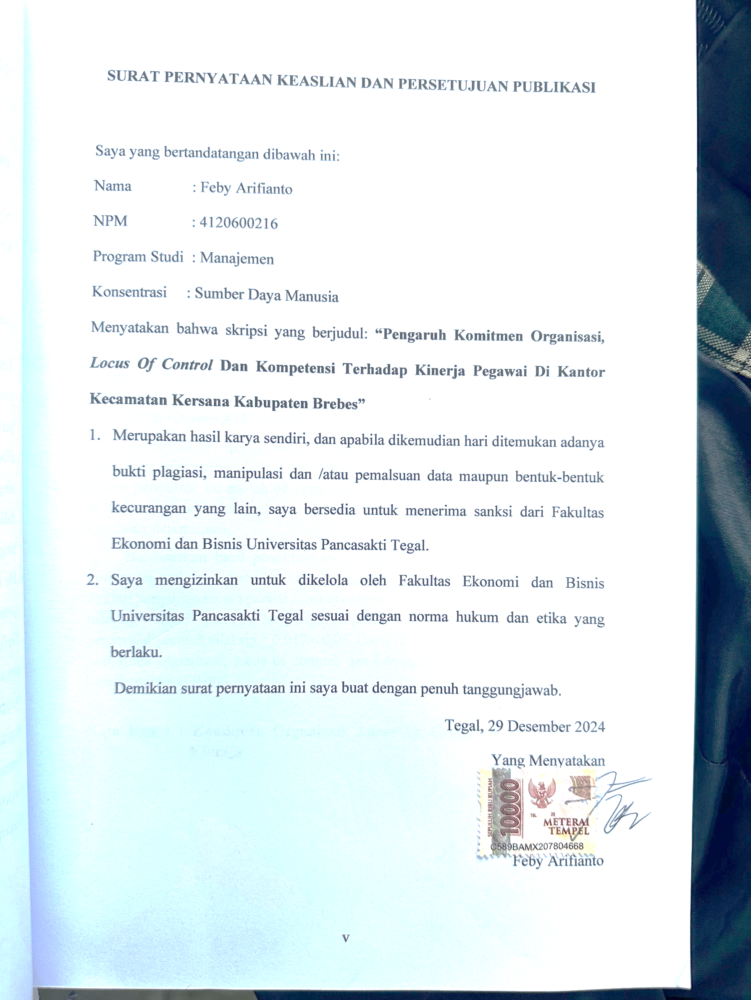 SURAT PERNYATAAN KEASLIAN DAN PERSETUJUAN PUBLIKASI
Saya yang bertandatangan dibawah ini:
Nama : Feby Arifianto
NPM : 4120600216
Program Studi : Manajemen
Konsentrasi : Sumber Daya Manusia
Menyatakan bahwa skripsi yang berjudul: “Pengaruh Komitmen Organisasi,
Locus Of Control Dan Kompetensi Terhadap Kinerja Pegawai Di Kantor
Kecamatan Kersana Kabupaten Brebes”
1. Merupakan hasil karya sendiri, dan apabila dikemudian hari ditemukan adanya
bukti plagiasi, manipulasi dan /atau pemalsuan data maupun bentuk-bentuk
kecurangan yang lain, saya bersedia untuk menerima sanksi dari Fakultas
Ekonomi dan Bisnis Universitas Pancasakti Tegal.
2. Saya mengizinkan untuk dikelola oleh Fakultas Ekonomi dan Bisnis
Universitas Pancasakti Tegal sesuai dengan norma hukum dan etika yang
berlaku.
Demikian surat pernyataan ini saya buat dengan penuh tanggungjawab.
Tegal, 29 Desember 2024
Yang Menyatakan
SEPULUH RIBU RUPIAH
10000
TGL. 20
METERAI
TEMPEL
C589BAMX207804668
Feby Arifianto
v